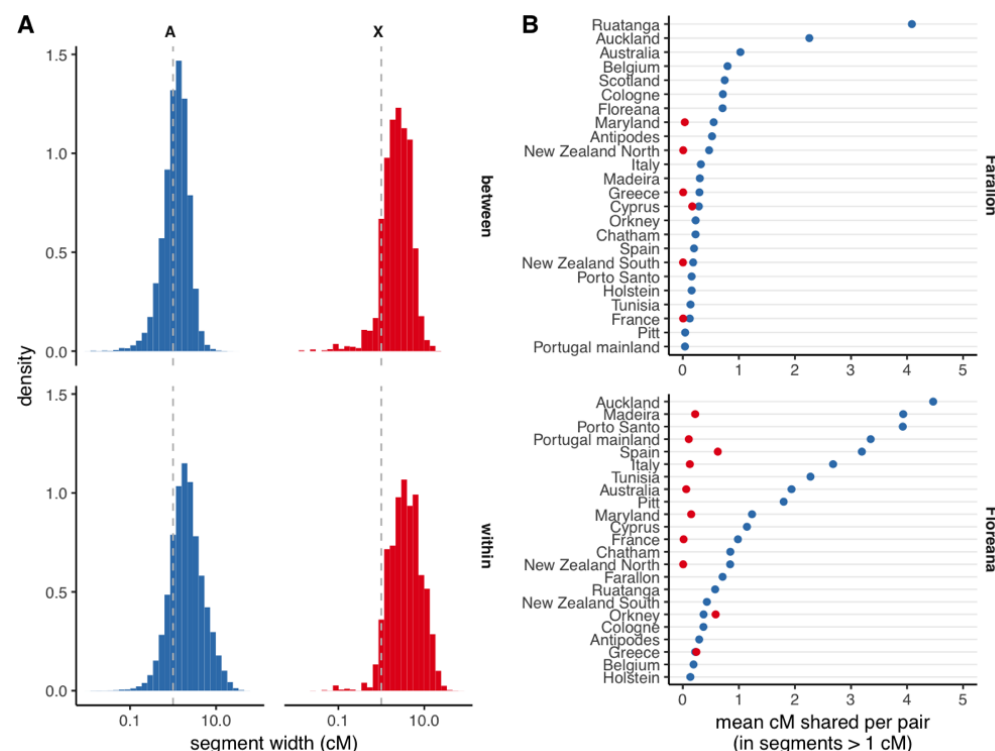 A
B
A
X
1.5
1.0
0.5
0.0
between
1.5
1.0
0.5
0.0
within
density
0.1
10.0
0.1
10.0
segment width (cM)
Ruatanga
Auckland
Australia
Belgium
Scotland
Cologne
Floreana
Maryland
Antipodes
New Zealand North
Italy
Madeira
Greece
Cyprus
Orkney
Chatham
Spain
New Zealand South
Porto Santo
Holstein
Tunisia
France
Pitt
Portugal mainland
0 1 2 3 4 5
Farallon
Auckland
Madeira
Porto Santo
Portugal mainland
Spain
Italy
Tunisia
Australia
Pitt
Maryland
Cyprus
France
Chatham
New Zealand North
Farallon
Ruatanga
New Zealand South
Orkney
Cologne
Antipodes
Greece
Belgium
Holstein
0 1 2 3 4 5
Floreana
mean cM shared per pair
(in segments > 1 cM)